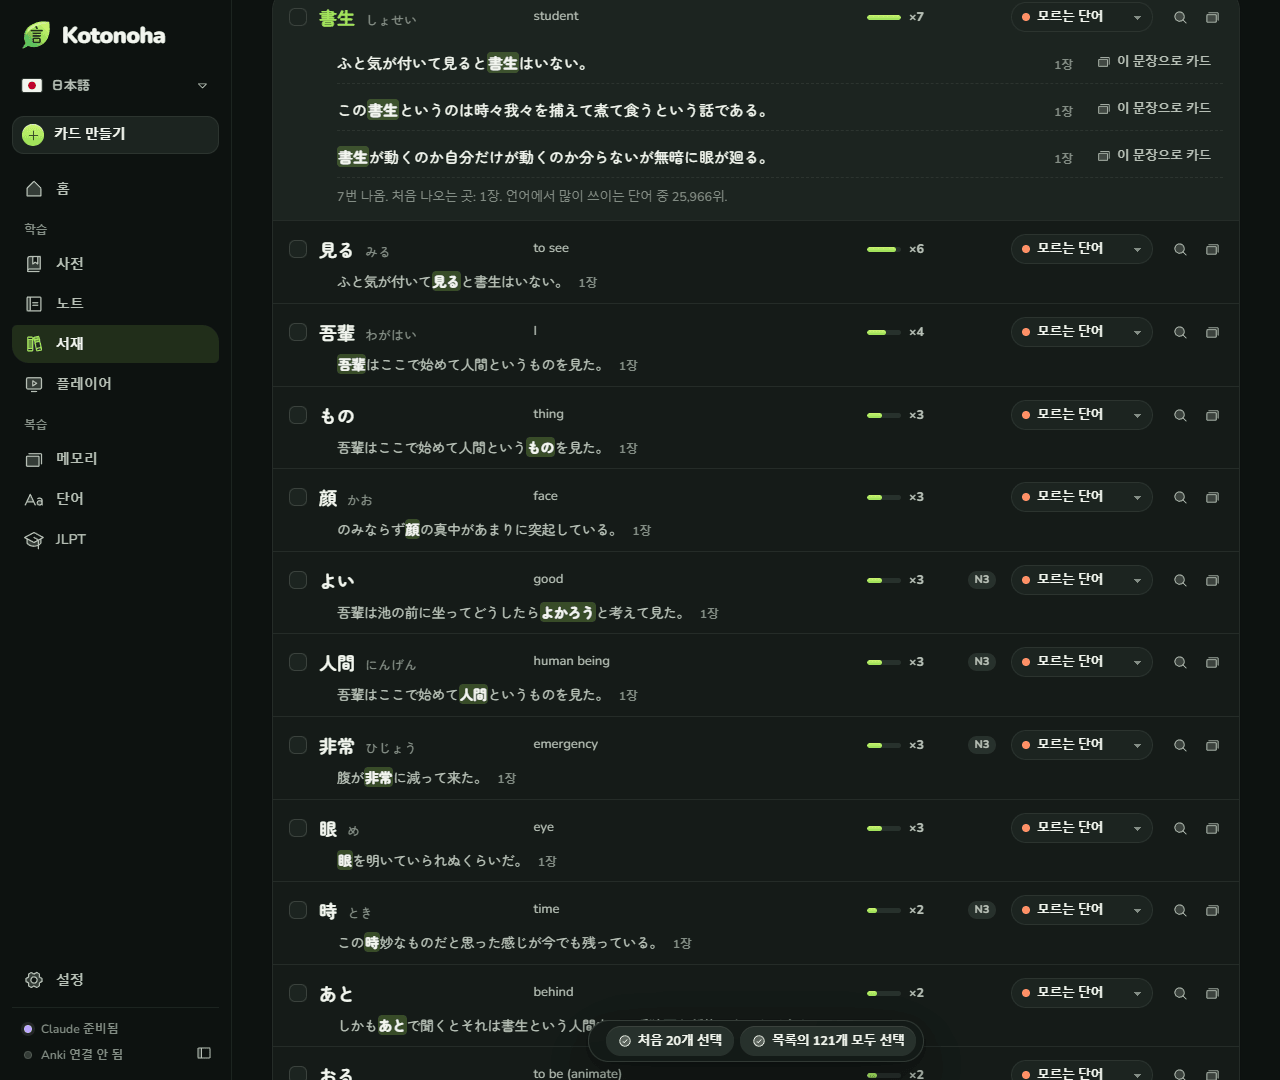 Kotonoha
日本語
카드 만들기
홈
학습
사전
노트
서재
플레이어
복습
메모리
Aa 단어
JLPT
설정
Claude 준비됨
Anki 연결 안 됨
書生 しょせい student ×7 모르는 단어
ふと気が付いて見ると書生はいない。 1장 이 문장으로 카드
この書生というのは時々我々を捕えて煮て食うという話である。 1장 이 문장으로 카드
書生が動くのか自分だけが動くのか分らないが無暗に眼が廻る。 1장 이 문장으로 카드
7번 나옴. 처음 나오는 곳: 1장. 언어에서 많이 쓰이는 단어 중 25,966위.
見る みる to see ×6 모르는 단어
ふと気が付いて見ると書生はいない。 1장
吾輩 わがはい I ×4 모르는 단어
吾輩はここで始めて人間というものを見た。 1장
もの thing ×3 모르는 단어
吾輩はここで始めて人間というものを見た。 1장
顔 かお face ×3 모르는 단어
のみならず顔の真中があまりに突起している。 1장
よい good ×3 N3 모르는 단어
吾輩は池の前に坐ってどうしたらよかろうと考えて見た。 1장
人間 にんげん human being ×3 N3 모르는 단어
吾輩はここで始めて人間というものを見た。 1장
非常 ひじょう emergency ×3 N3 모르는 단어
腹が非常に減って来た。 1장
眼 め eye ×3 모르는 단어
眼を明いていられぬくらいだ。 1장
時 とき time ×2 N3 모르는 단어
この時妙なものだと思った感じが今でも残っている。 1장
あと behind ×2 모르는 단어
しかもあとで聞くとそれは書生という人間
처음 20개 선택 목록의 121개 모두 선택
おる to be (animate) ×2 모르는 단어